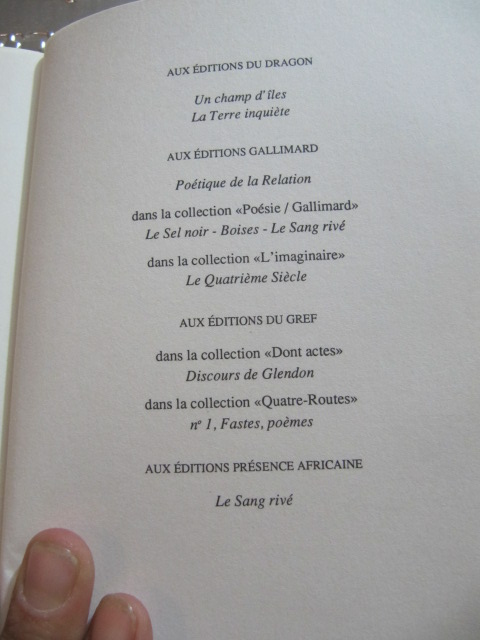 AUX ÉDITIONS DU DRAGON
Un champ d'îles
La Terre inquiète
AUX ÉDITIONS GALLIMARD
Poétique de la Relation
dans la collection «Poésie / Gallimard»
Le Sel noir - Boises - Le Sang rivé
dans la collection «L'imaginaire»
Le Quatrième Siècle
AUX ÉDITIONS DU GREF
dans la collection «Dont actes»
Discours de Glendon
dans la collection «Quatre-Routes»
nº 1, Fastes, poèmes
AUX ÉDITIONS PRÉSENCE AFRICAINE
Le Sang rivé